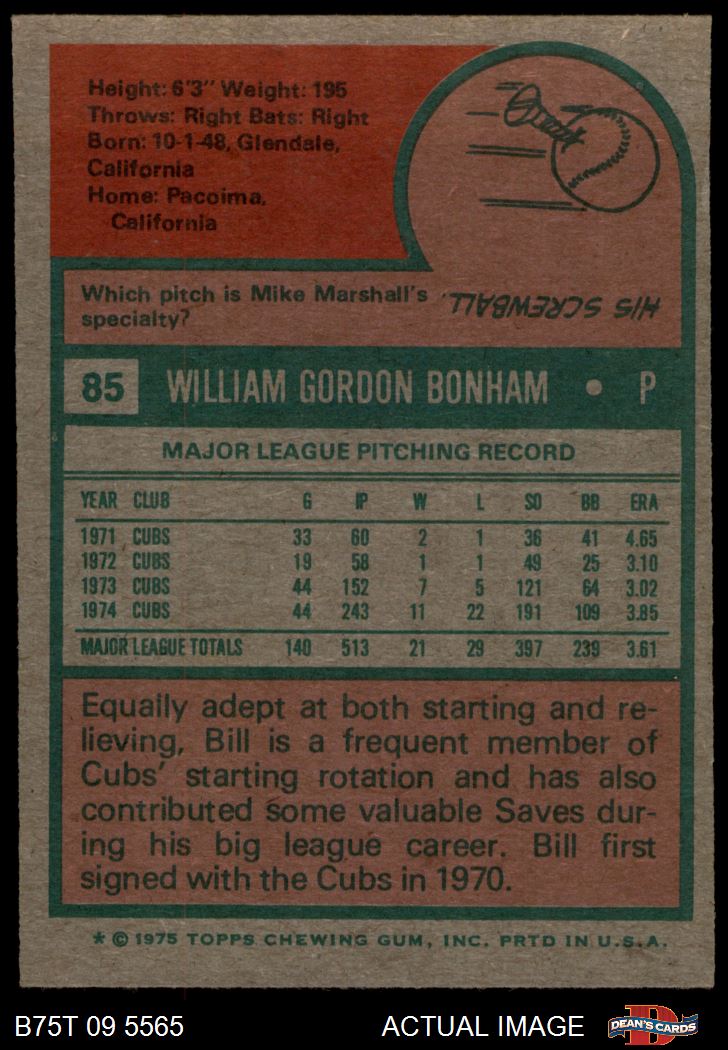 Height: 6'3" Weight: 195
Throws: Right Bats: Right
Born: 10-1-48, Glendale,
California
Home: Pacoima,
California
Which pitch is Mike Marshall's
specialty?
HIS SCREWBALL.
85 WILLIAM GORDON BONHAM • P
MAJOR LEAGUE PITCHING RECORD
YEAR CLUB G IP W L SO BB ERA
1971 CUBS 33 60 2 1 36 41 4.65
1972 CUBS 19 58 1 1 49 25 3.10
1973 CUBS 44 152 7 5 121 64 3.02
1974 CUBS 44 243 11 22 191 109 3.85
MAJOR LEAGUE TOTALS 140 513 21 29 397 239 3.61
Equally adept at both starting and re-
lieving, Bill is a frequent member of
Cubs' starting rotation and has also
contributed some valuable Saves dur-
ing his big league career. Bill first
signed with the Cubs in 1970.
* © 1975 TOPPS CHEWING GUM, INC. PRTD IN U.S.A.
B75T 09 5565 ACTUAL IMAGE
D
DEAN'S CARDS